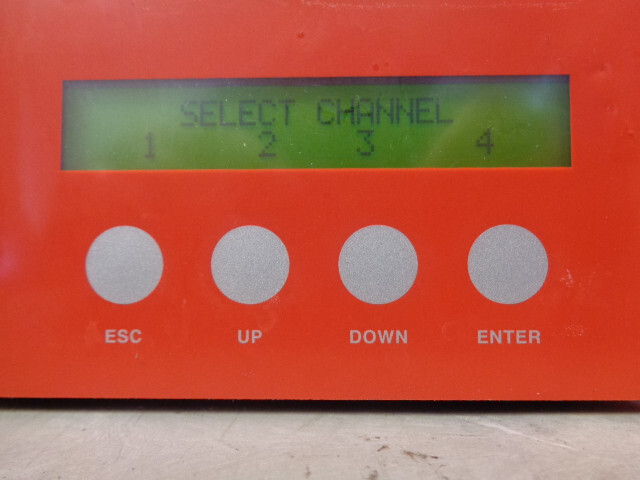 SELECT CHANNEL
1 2 3 4
ESC UP DOWN ENTER